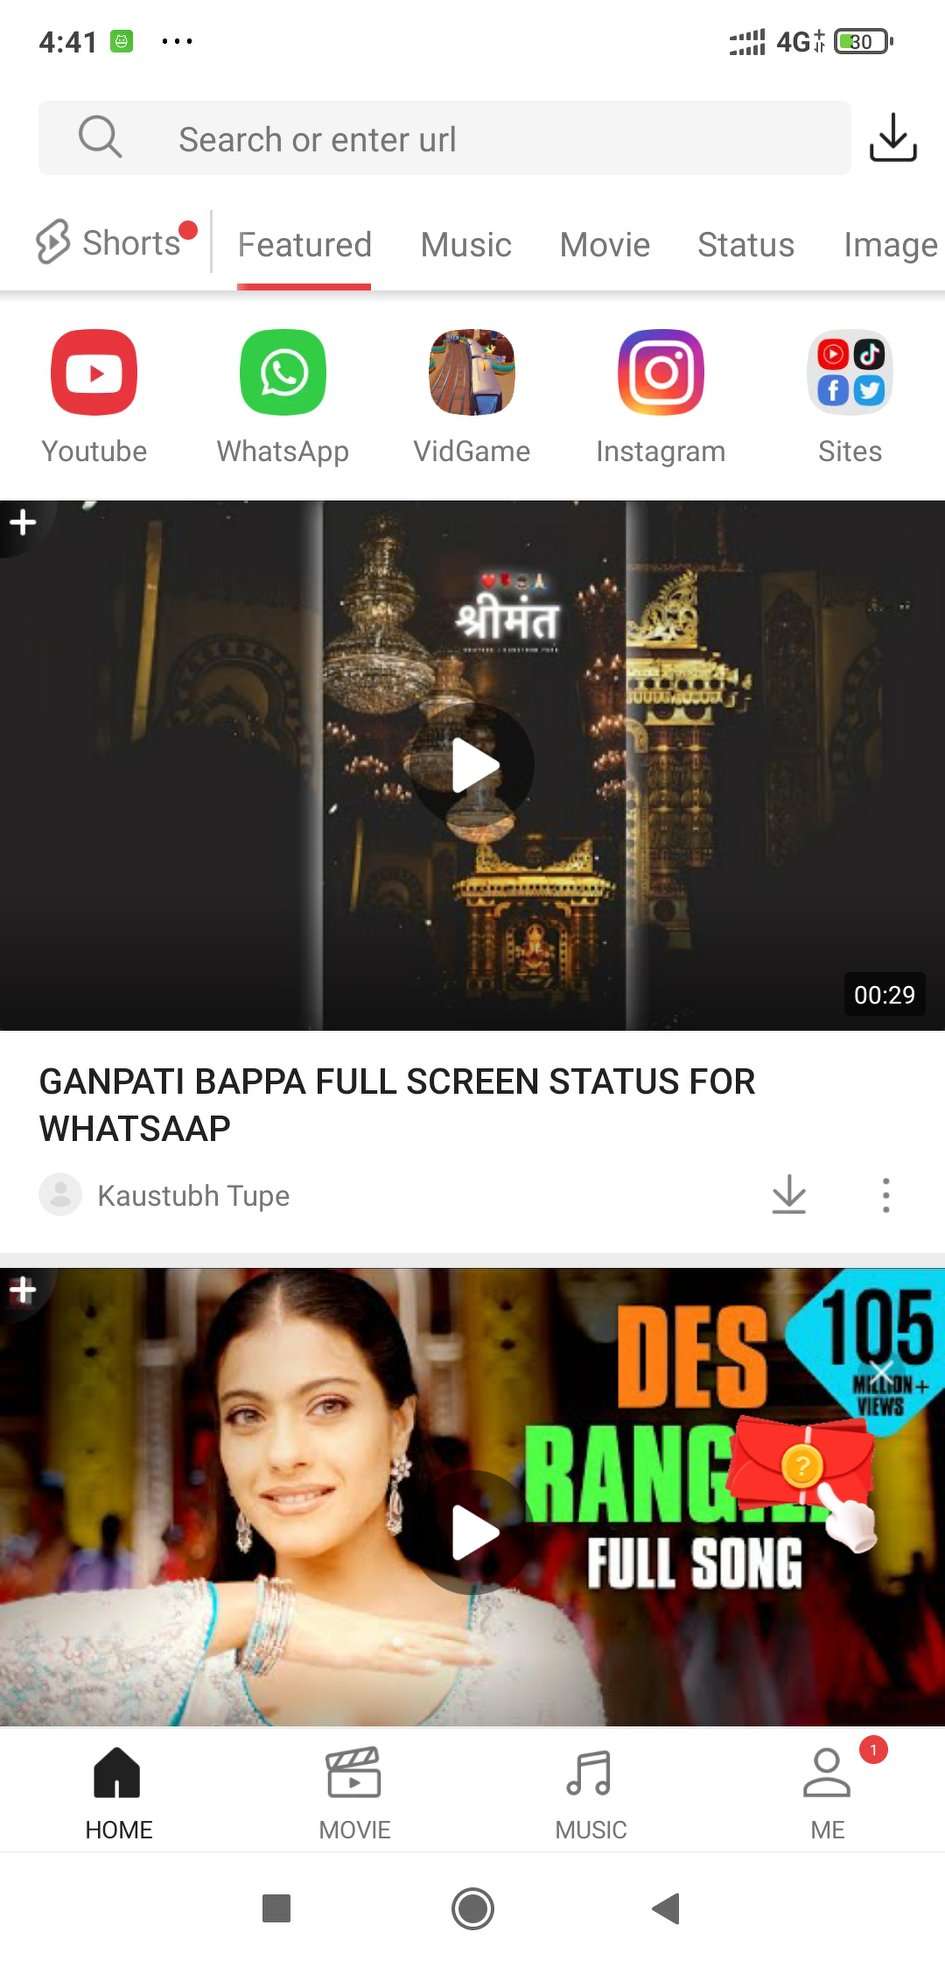 4:41
4G+
30
Search or enter url
Shorts
Featured
Music
Movie
Status
Image
Youtube
WhatsApp
VidGame
Instagram
Sites
श्रीमंत
00:29
GANPATI BAPPA FULL SCREEN STATUS FOR
WHATSAAP
Kaustubh Tupe
DES
105
MILLION+
VIEWS
RANG
?
FULL SONG
HOME
MOVIE
MUSIC
1
ME